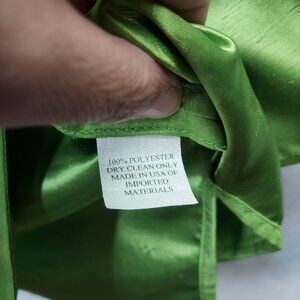 100% POLYESTER
DRY CLEAN ONLY
MADE IN USA OF
IMPORTED
MATERIALS